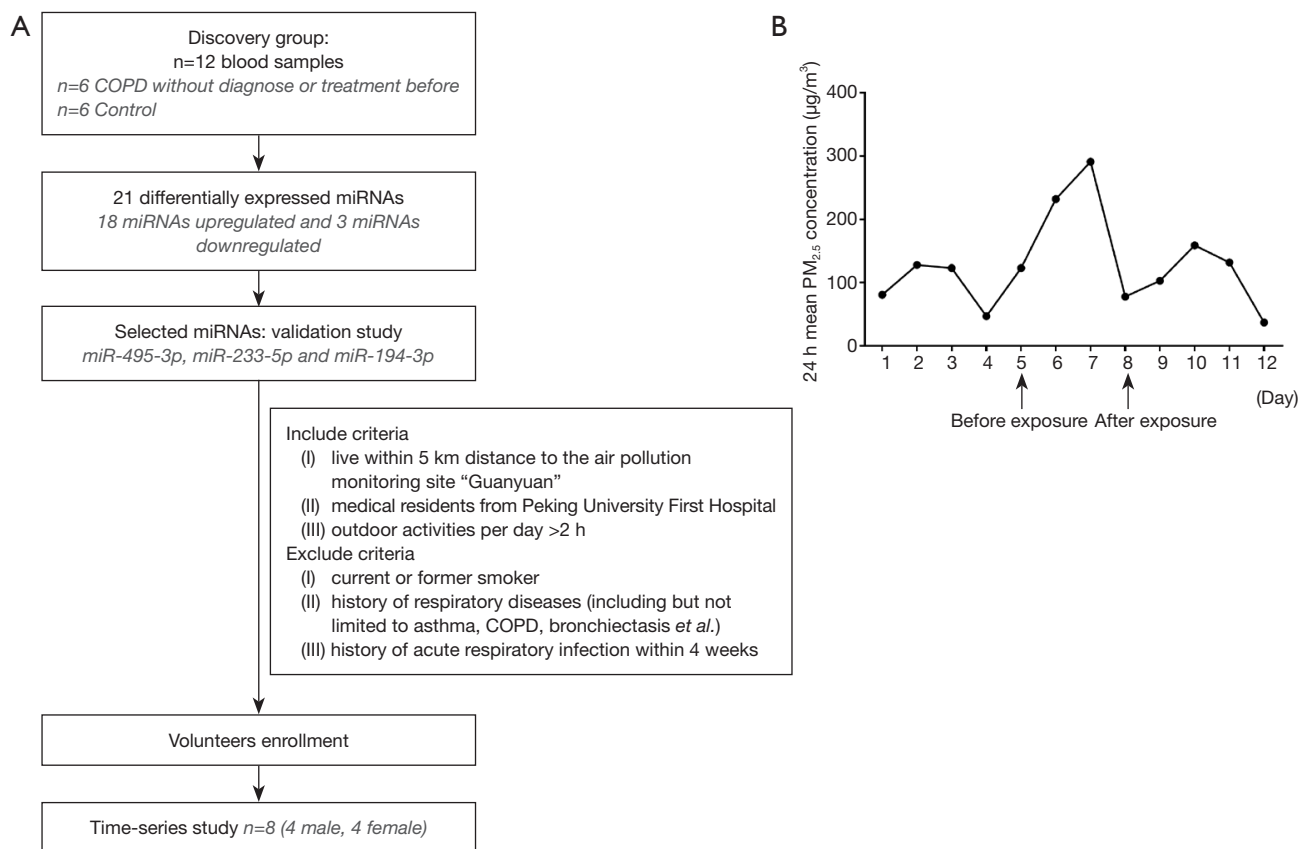 A
Discovery group:
n=12 blood samples
n=6 COPD without diagnose or treatment before
n=6 Control
21 differentially expressed miRNAs
18 miRNAs upregulated and 3 miRNAs
downregulated
Selected miRNAs: validation study
miR-495-3p, miR-233-5p and miR-194-3p
Include criteria
(I) live within 5 km distance to the air pollution
monitoring site “Guanyuan”
(II) medical residents from Peking University First Hospital
(III) outdoor activities per day >2 h
Exclude criteria
(I) current or former smoker
(II) history of respiratory diseases (including but not
limited to asthma, COPD, bronchiectasis et al.)
(III) history of acute respiratory infection within 4 weeks
Volunteers enrollment
Time-series study n=8 (4 male, 4 female)
B
24 h mean PM2.5 concentration (µg/m³)
400
300
200
100
0
1 2 3 4 5 6 7 8 9 10 11 12
(Day)
Before exposure After exposure